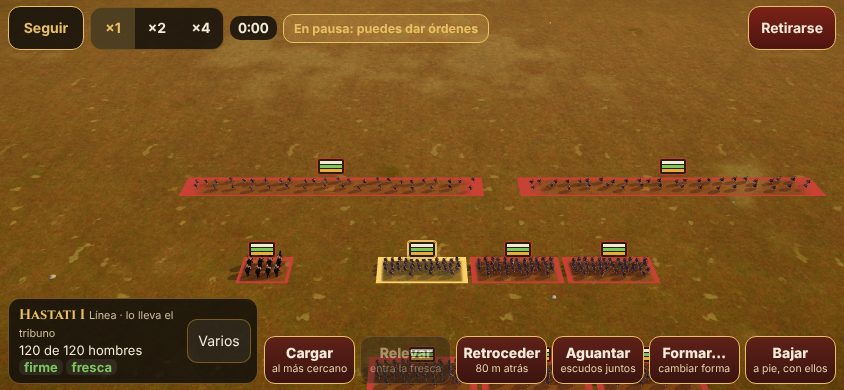 Seguir
×1 ×2 ×4
0:00
En pausa: puedes dar órdenes
Retirarse
Hastati I Línea · lo lleva el
tribuno
120 de 120 hombres
firme fresca
Varios
Cargar
al más cercano
Relevar
entra la fresca
Retroceder
80 m atrás
Aguantar
escudos juntos
Formar...
cambiar forma
Bajar
a pie, con ellos